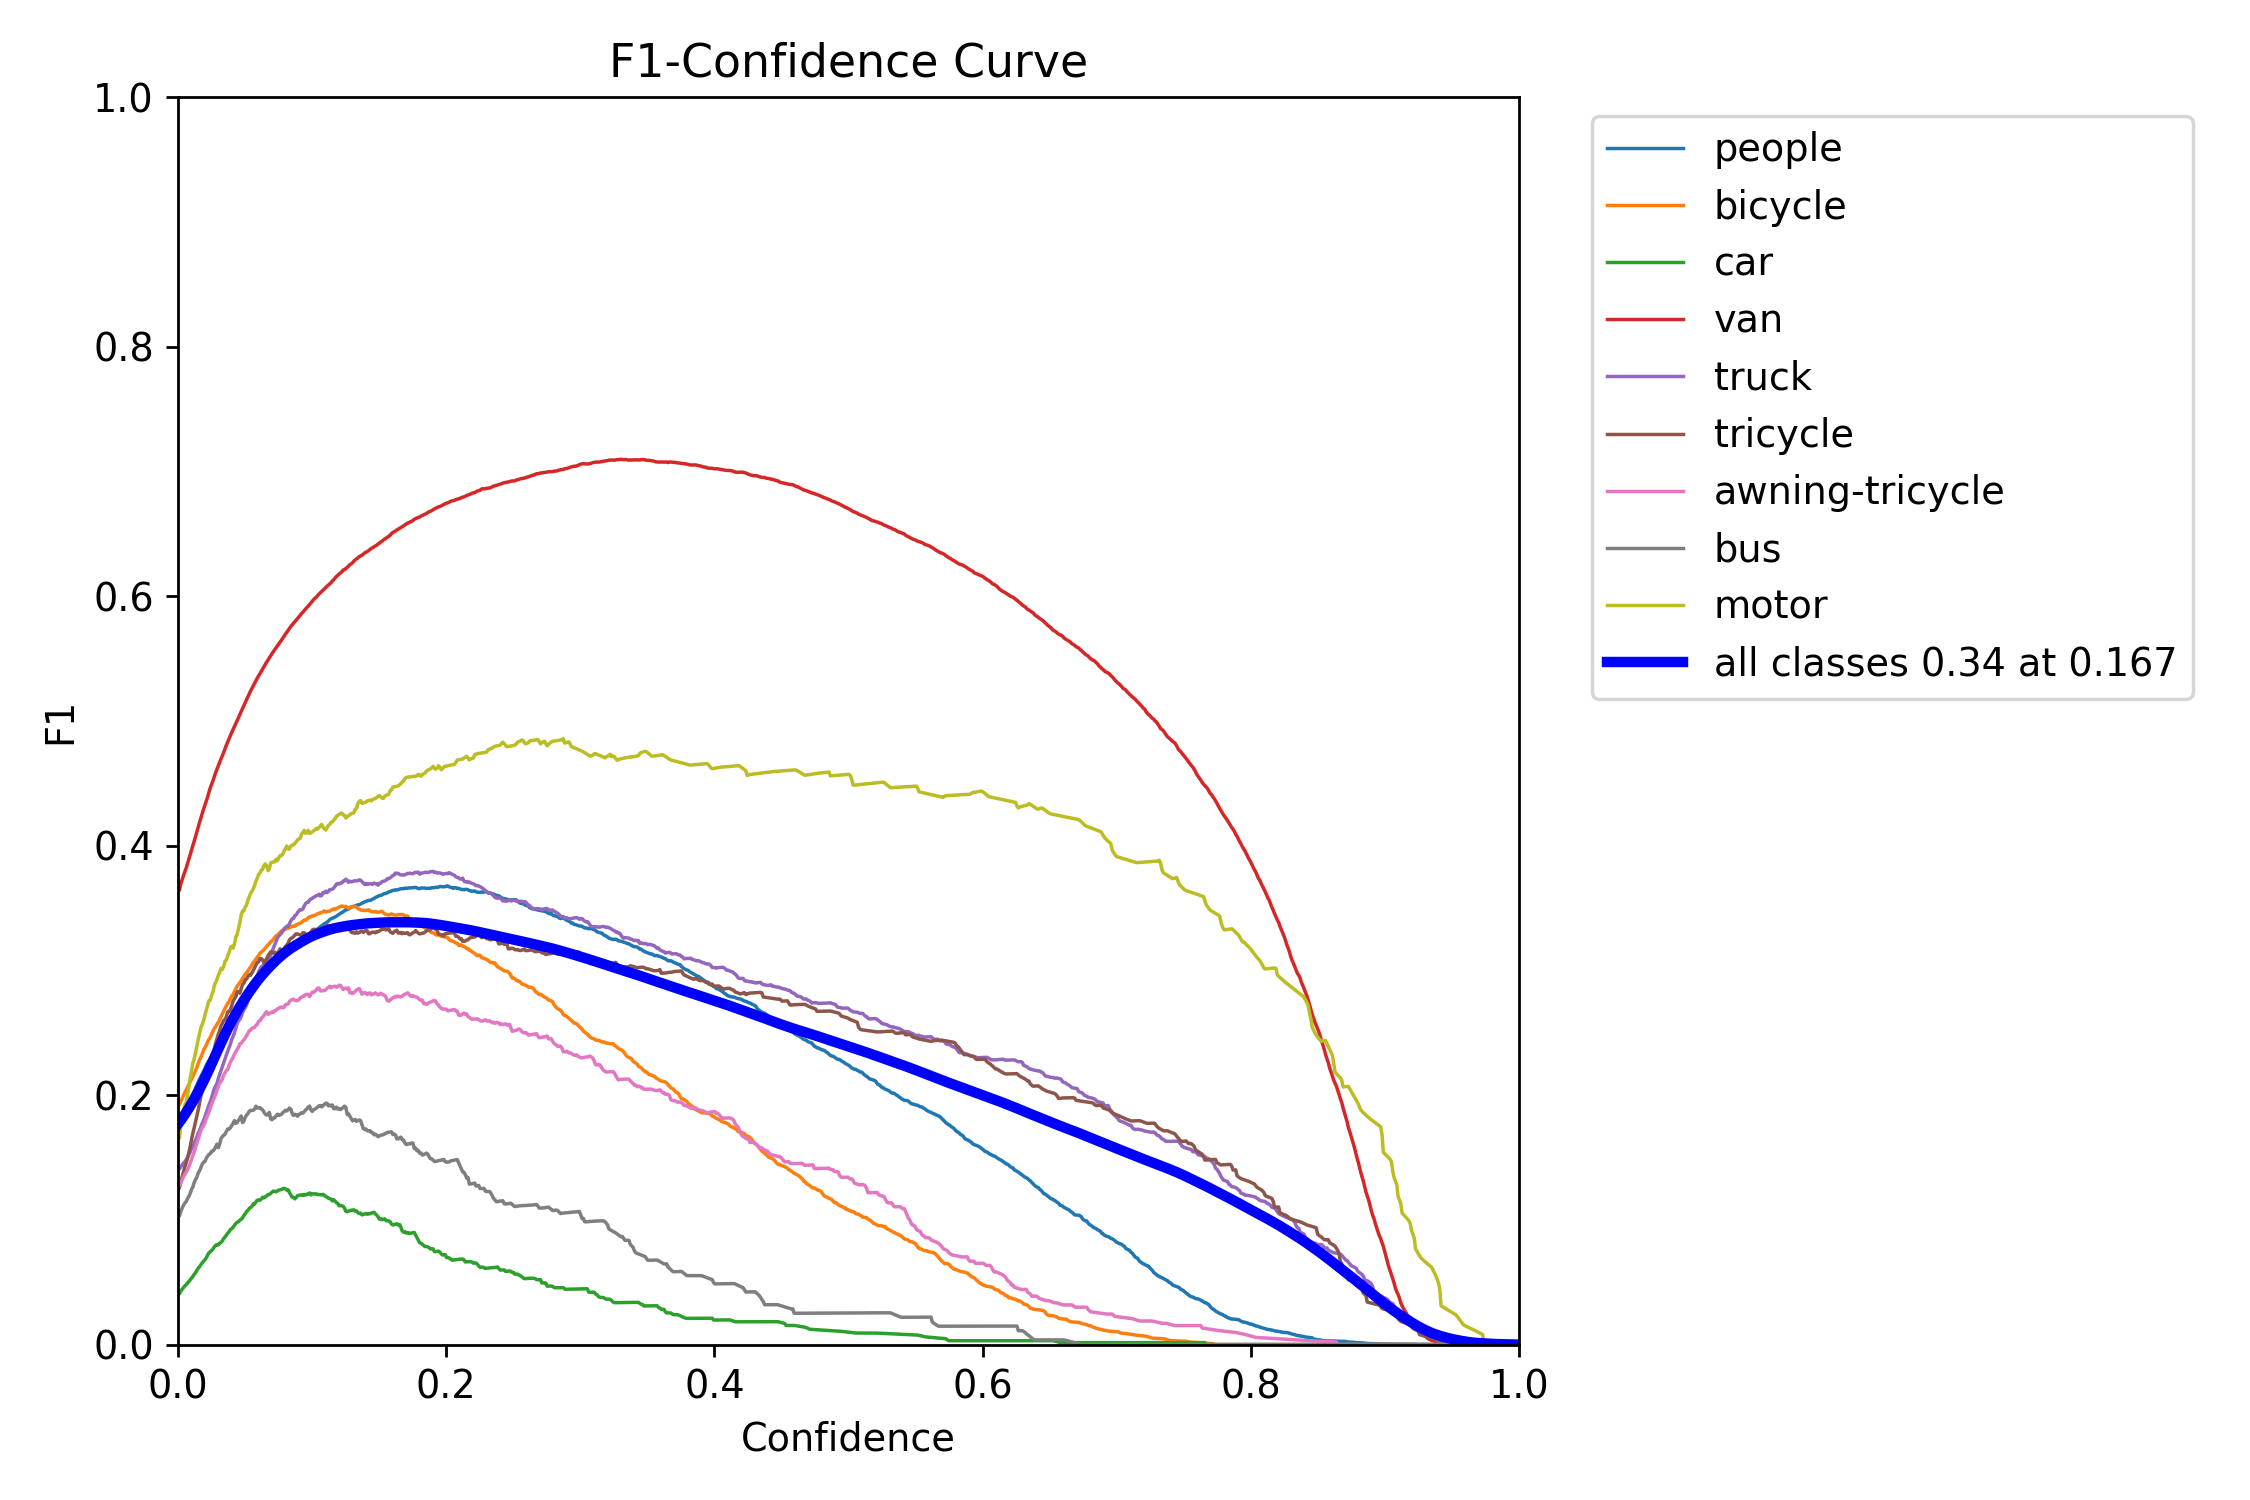 F1-Confidence Curve
1.0
0.8
0.6
0.4
0.2
0.0
F1
0.0 0.2 0.4 0.6 0.8 1.0
Confidence
people
bicycle
car
van
truck
tricycle
awning-tricycle
bus
motor
all classes 0.34 at 0.167